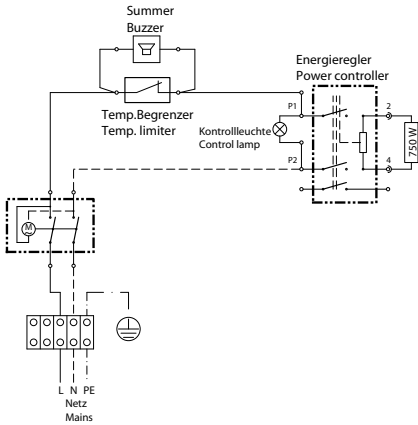 Summer
Buzzer
Energieregler
Power controller
Temp.Begrenzer
Temp. limiter
Kontrollleuchte
Control lamp
P1
2
750 W
P2
4
M
~
L N PE
Netz
Mains